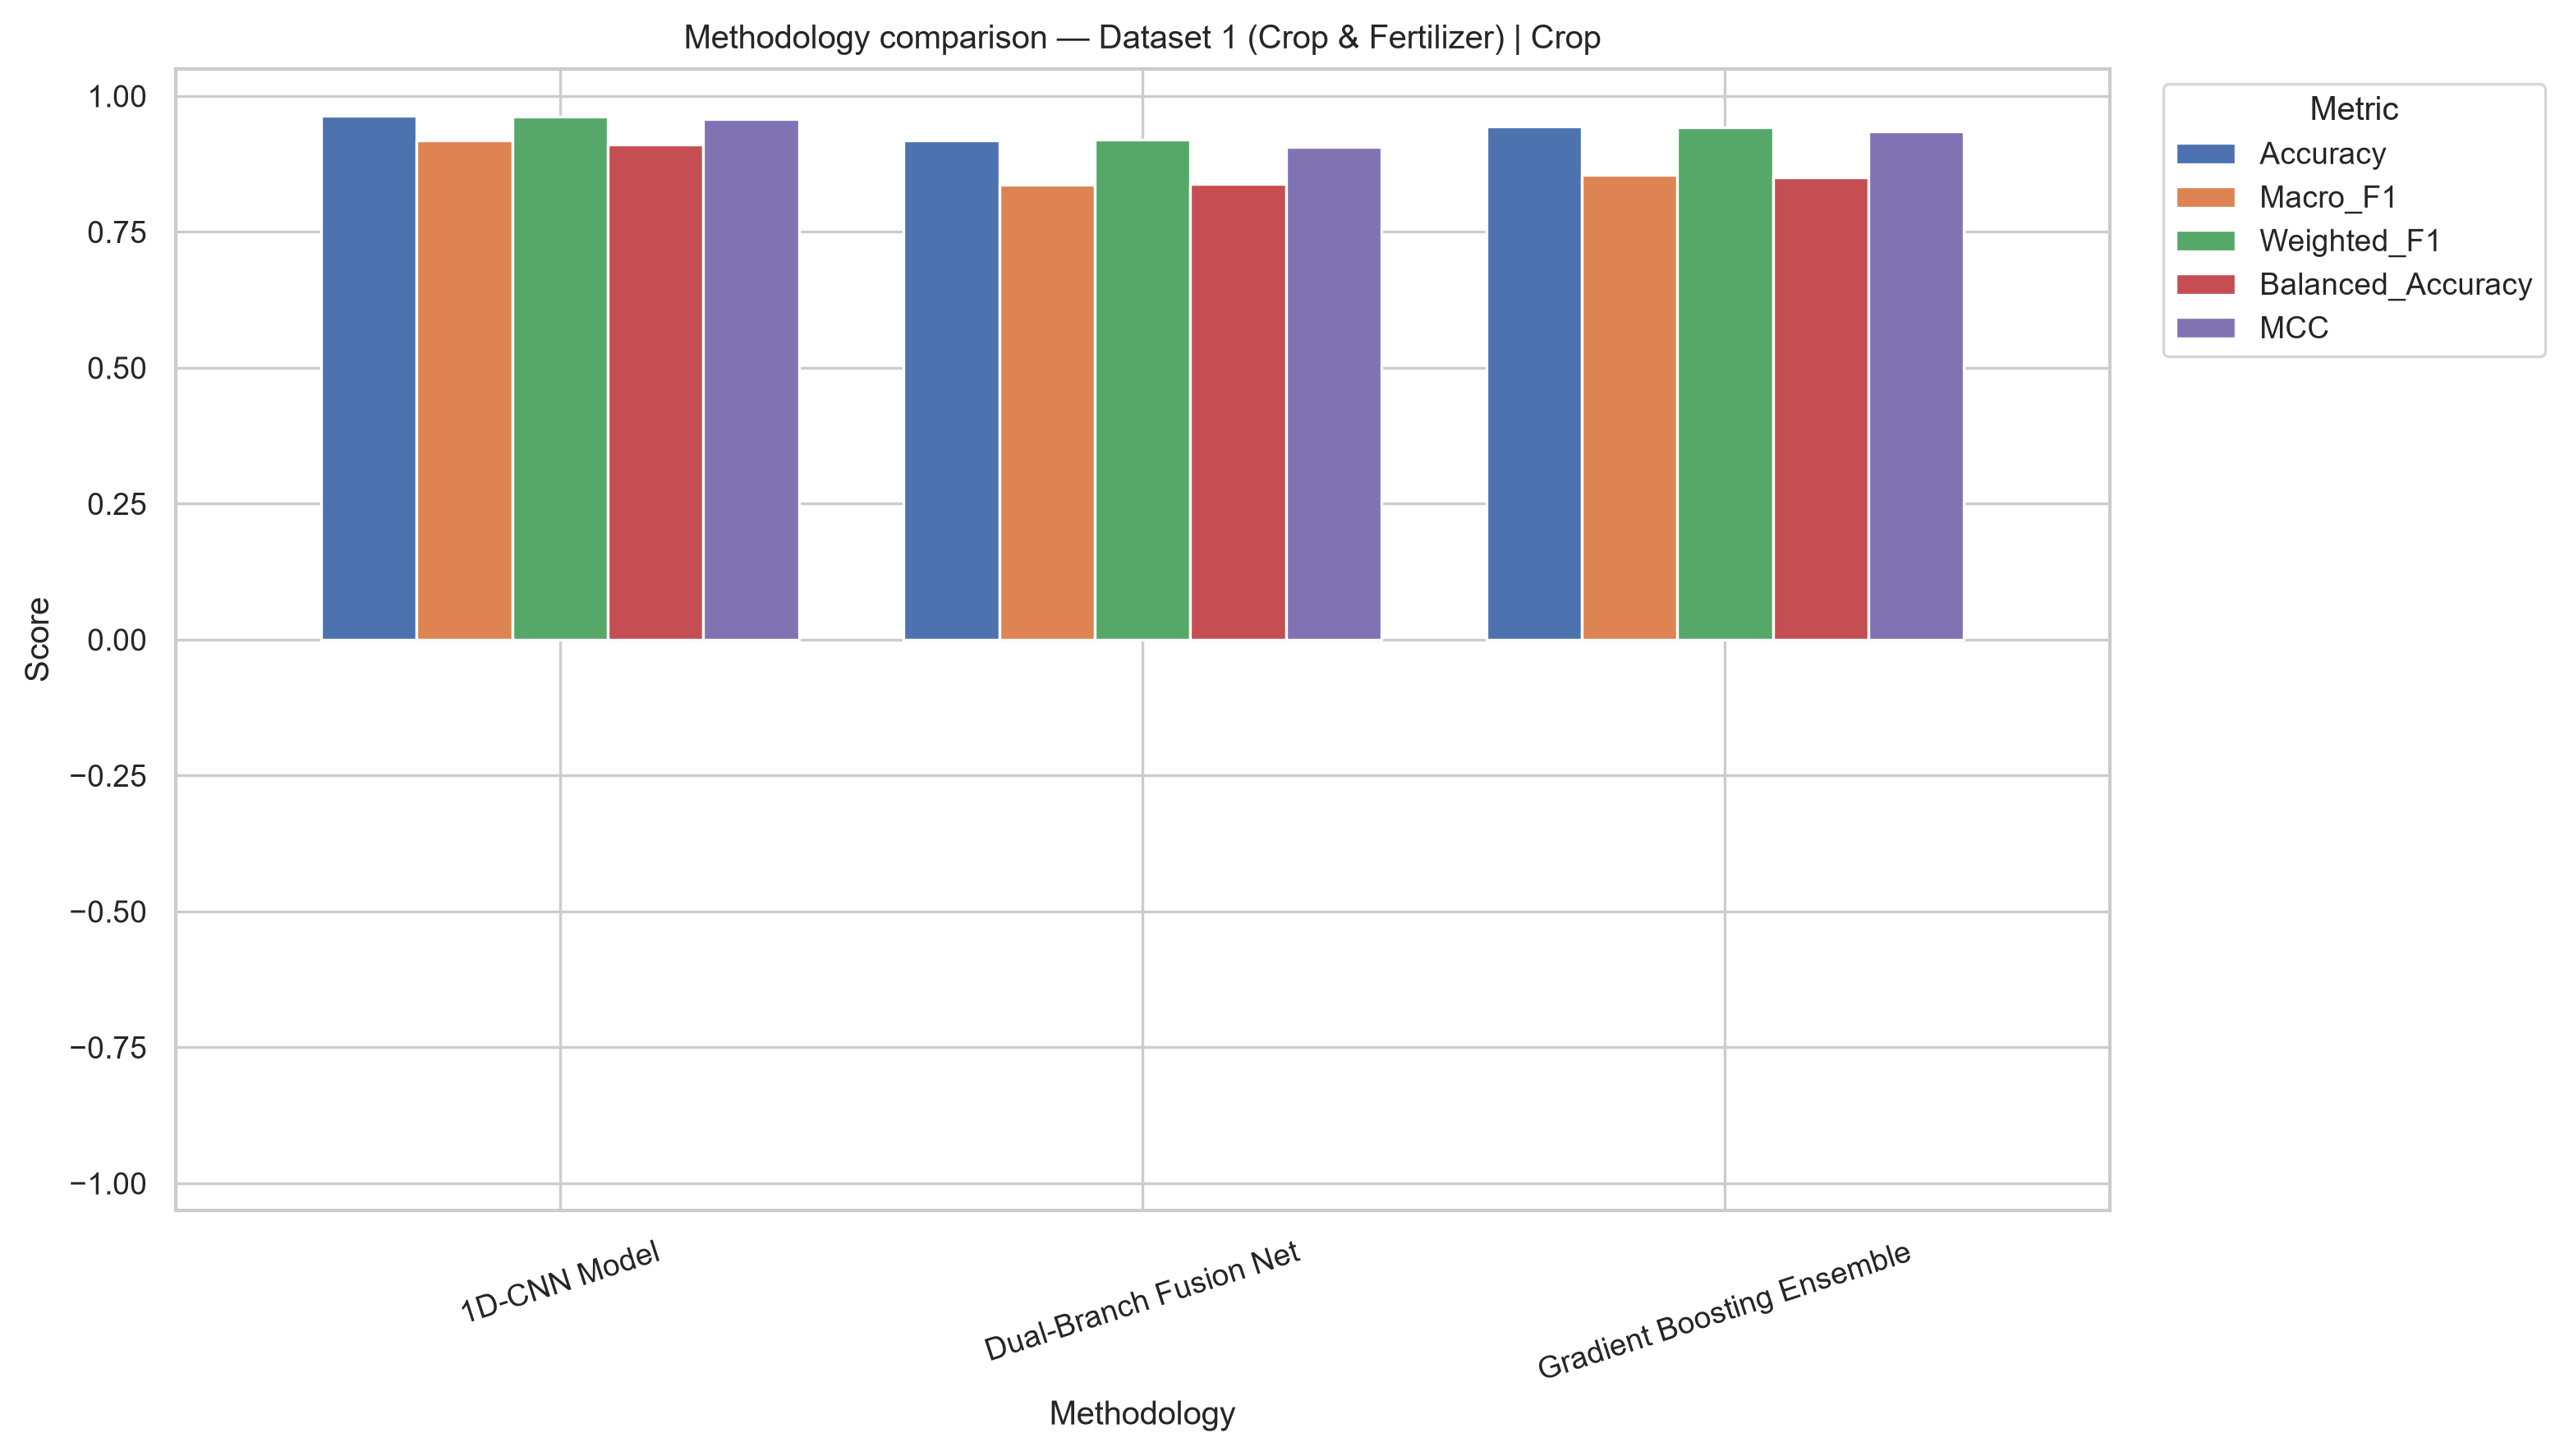 Methodology comparison — Dataset 1 (Crop & Fertilizer) | Crop
Metric
Accuracy
Macro_F1
Weighted_F1
Balanced_Accuracy
MCC
Score
1.00
0.75
0.50
0.25
0.00
−0.25
−0.50
−0.75
−1.00
1D-CNN Model
Dual-Branch Fusion Net
Gradient Boosting Ensemble
Methodology